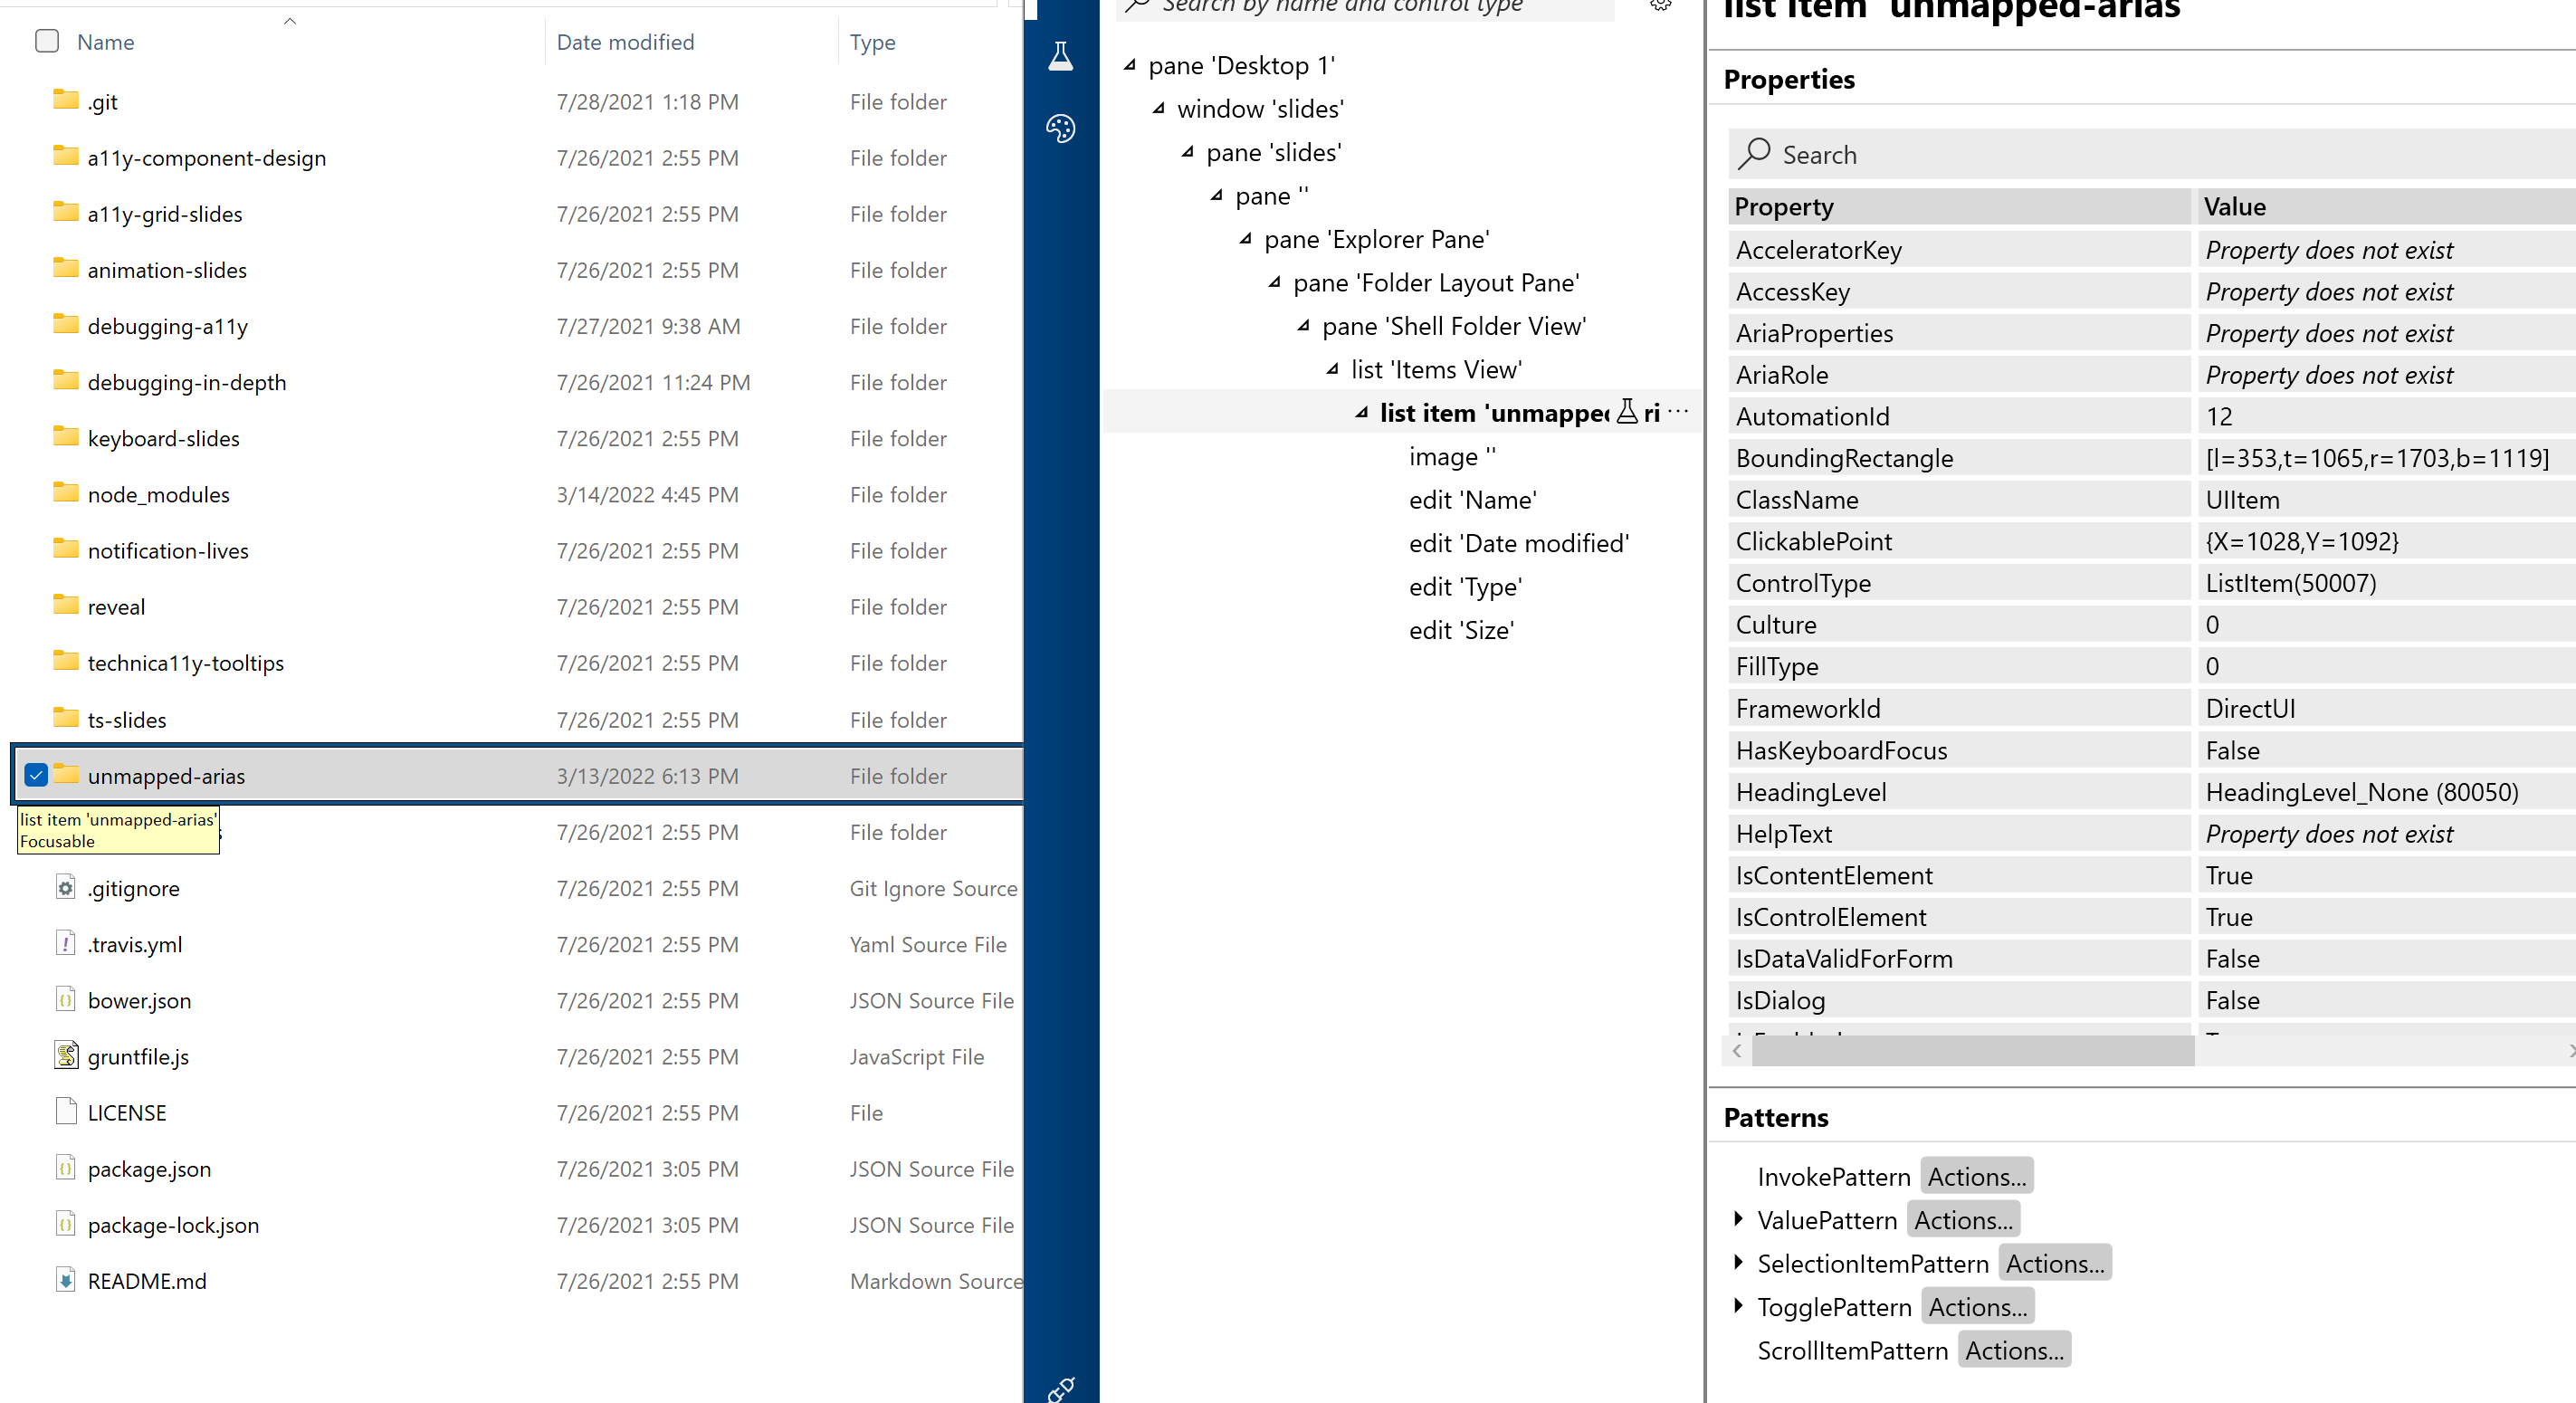 Name Date modified Type
.git 7/28/2021 1:18 PM File folder
a11y-component-design 7/26/2021 2:55 PM File folder
a11y-grid-slides 7/26/2021 2:55 PM File folder
animation-slides 7/26/2021 2:55 PM File folder
debugging-a11y 7/27/2021 9:38 AM File folder
debugging-in-depth 7/26/2021 11:24 PM File folder
keyboard-slides 7/26/2021 2:55 PM File folder
node_modules 3/14/2022 4:45 PM File folder
notification-lives 7/26/2021 2:55 PM File folder
reveal 7/26/2021 2:55 PM File folder
technica11y-tooltips 7/26/2021 2:55 PM File folder
ts-slides 7/26/2021 2:55 PM File folder
unmapped-arias 3/13/2022 6:13 PM File folder
list item 'unmapped-arias'
Focusable
7/26/2021 2:55 PM File folder
.gitignore 7/26/2021 2:55 PM Git Ignore Source
.travis.yml 7/26/2021 2:55 PM Yaml Source File
bower.json 7/26/2021 2:55 PM JSON Source File
gruntfile.js 7/26/2021 2:55 PM JavaScript File
LICENSE 7/26/2021 2:55 PM File
package.json 7/26/2021 3:05 PM JSON Source File
package-lock.json 7/26/2021 3:05 PM JSON Source File
README.md 7/26/2021 2:55 PM Markdown Source
Search by name and control type
pane 'Desktop 1'
window 'slides'
pane 'slides'
pane ''
pane 'Explorer Pane'
pane 'Folder Layout Pane'
pane 'Shell Folder View'
list 'Items View'
list item 'unmapped ri ...
image ''
edit 'Name'
edit 'Date modified'
edit 'Type'
edit 'Size'
list item 'unmapped-arias
Properties
Search
Property Value
AcceleratorKey Property does not exist
AccessKey Property does not exist
AriaProperties Property does not exist
AriaRole Property does not exist
AutomationId 12
BoundingRectangle [l=353,t=1065,r=1703,b=1119]
ClassName UIItem
ClickablePoint {X=1028,Y=1092}
ControlType ListItem(50007)
Culture 0
FillType 0
FrameworkId DirectUI
HasKeyboardFocus False
HeadingLevel HeadingLevel_None (80050)
HelpText Property does not exist
IsContentElement True
IsControlElement True
IsDataValidForForm False
IsDialog False
Patterns
InvokePattern Actions...
ValuePattern Actions...
SelectionItemPattern Actions...
TogglePattern Actions...
ScrollItemPattern Actions...